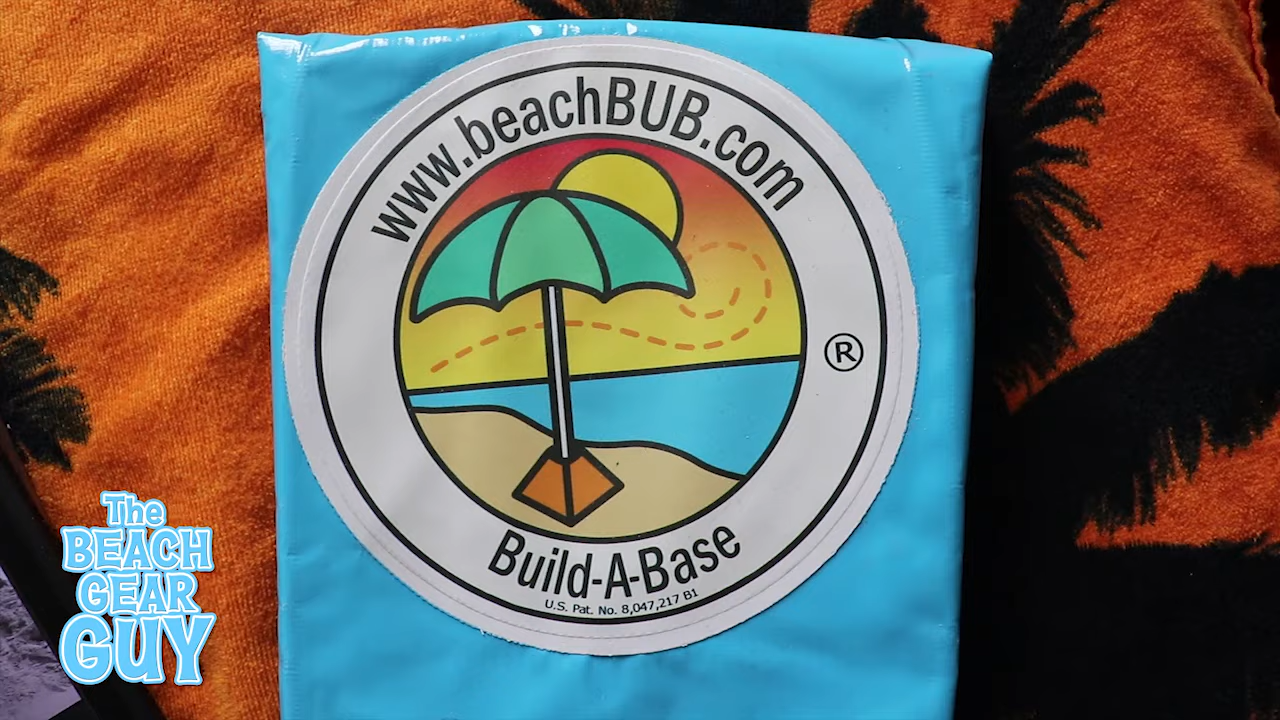 www.beachBUB.com
®
Build-A-Base
U.S. Pat. No. 8,047,217 B1
The
BEACH
GEAR
GUY